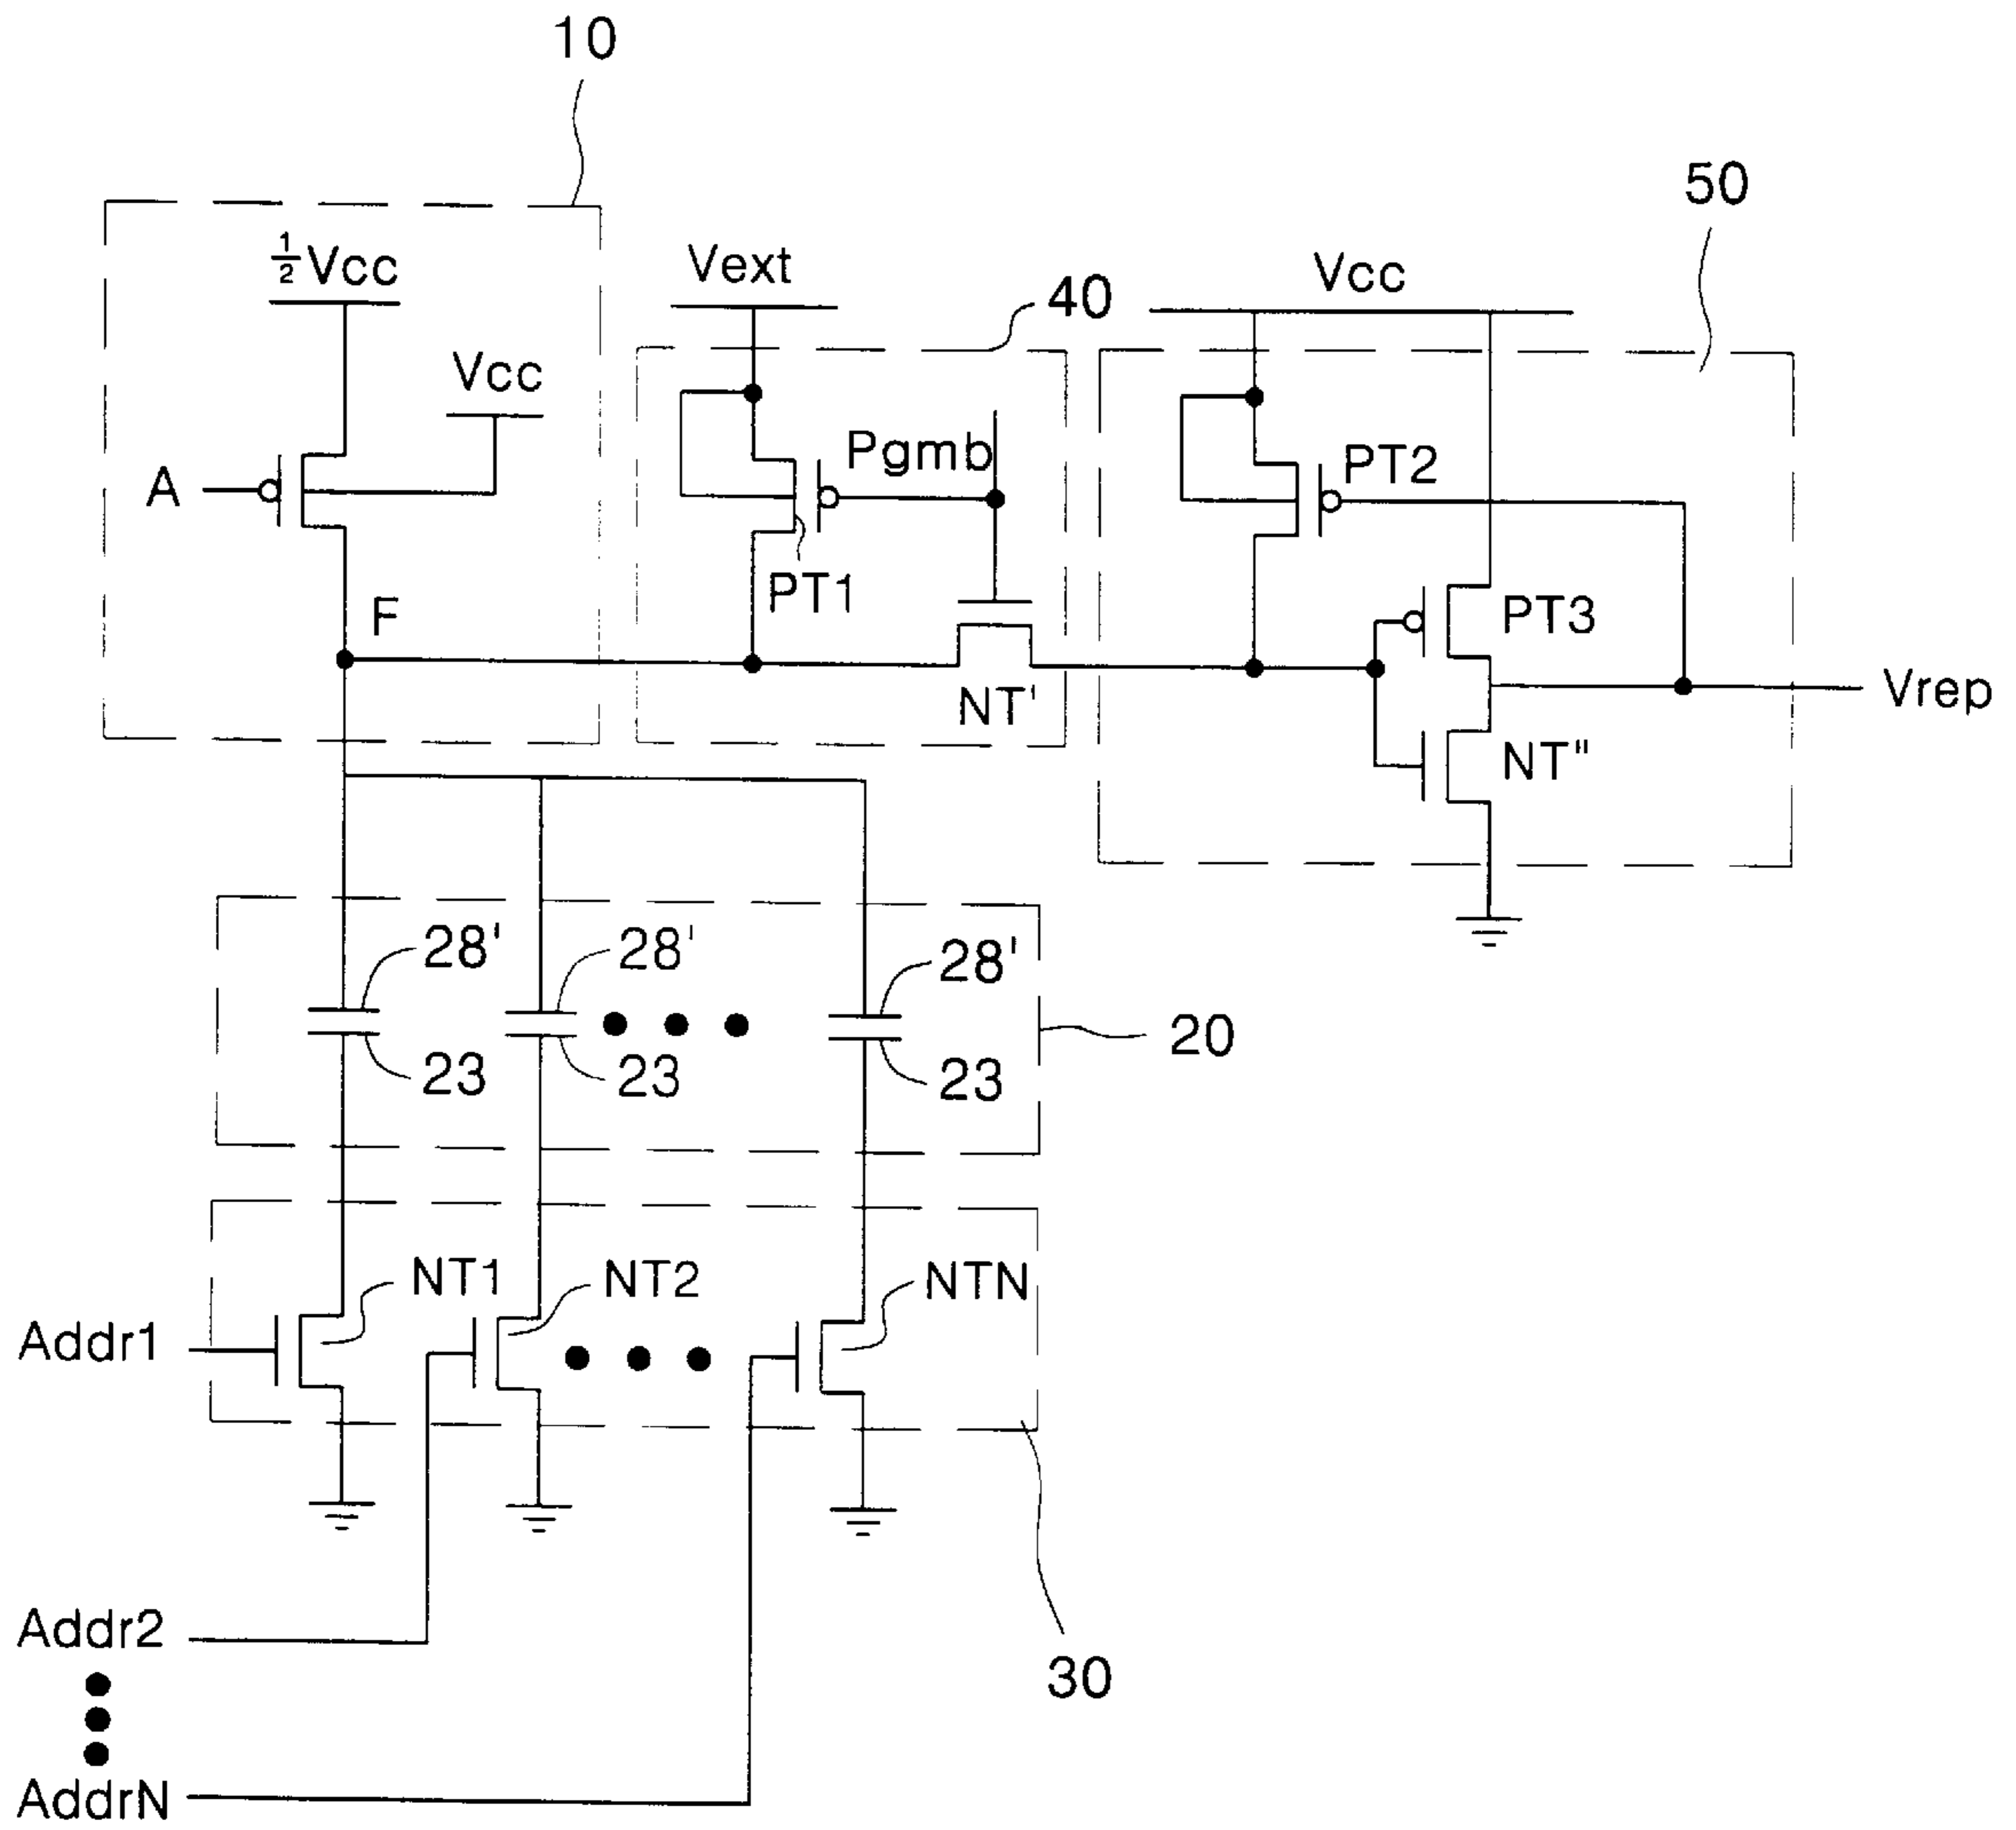 10
50
½Vcc
Vext
40
Vcc
Vcc
A
Pgmb
PT2
PT1
F
PT3
NT'
Vrep
NT"
28'
28'
28'
23
23
23
20
NT1
NT2
NTN
Addr1
Addr2
30
AddrN